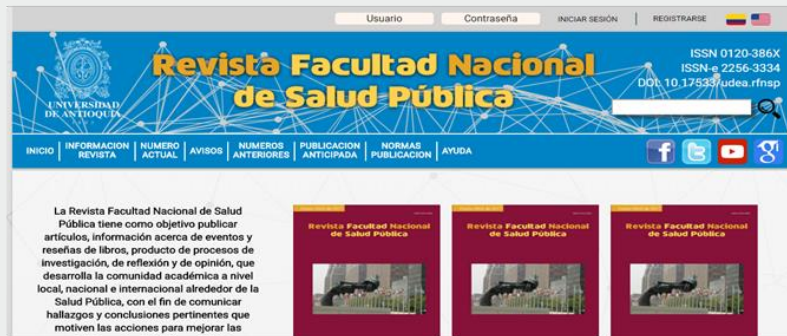 Usuario
Contraseña
INICIAR SESIÓN
REGISTRARSE
UNIVERSIDAD
DE ANTIOQUIA
Revista Facultad Nacional
de Salud Pública
ISSN 0120-386X
ISSN-e 2256-3334
DOI: 10.17533/udea.rfnsp
INICIO
INFORMACION
REVISTA
NUMERO
ACTUAL
AVISOS
NUMEROS
ANTERIORES
PUBLICACION
ANTICIPADA
NORMAS
PUBLICACION
AYUDA
La Revista Facultad Nacional de Salud
Pública tiene como objetivo publicar
artículos, información acerca de eventos y
reseñas de libros, producto de procesos de
investigación, de reflexión y de opinión, que
desarrolla la comunidad académica a nivel
local, nacional e internacional alrededor de la
Salud Pública, con el fin de comunicar
hallazgos y conclusiones pertinentes que
motiven las acciones para mejorar las
Revista Facultad Nacional
de Salud Pública
Revista Facultad Nacional
de Salud Pública
Revista Facultad Nacional
de Salud Pública